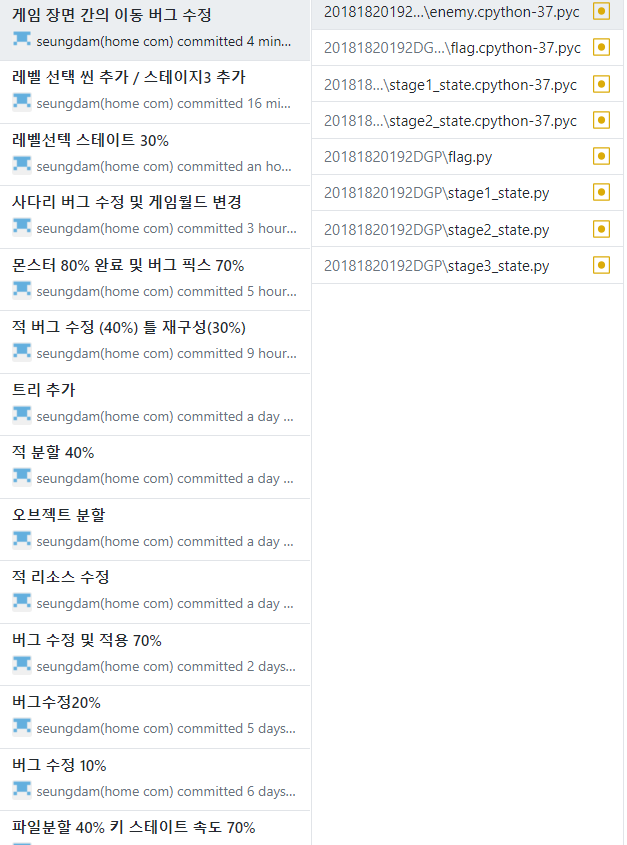 게임 장면 간의 이동 버그 수정
seungdam(home com) committed 4 min...
레벨 선택 씬 추가 / 스테이지3 추가
seungdam(home com) committed 16 mi...
레벨선텍 스테이트 30%
seungdam(home com) committed an ho...
사다리 버그 수정 및 게임월드 변경
seungdam(home com) committed 3 hour...
몬스터 80% 완료 및 버그 픽스 70%
seungdam(home com) committed 5 hour...
적 버그 수정 (40%) 틀 재구성(30%)
seungdam(home com) committed 9 hour...
트리 추가
seungdam(home com) committed a day ...
적 분할 40%
seungdam(home com) committed a day ...
오브젝트 분할
seungdam(home com) committed a day ...
적 리소스 수정
seungdam(home com) committed a day ...
버그 수정 및 적용 70%
seungdam(home com) committed 2 days...
버그수정20%
seungdam(home com) committed 5 days...
버그 수정 10%
seungdam(home com) committed 6 days...
파일분할 40% 키 스테이트 속도 70%
20181820192...\enemy.cpython-37.pyc
20181820192DG...\flag.cpython-37.pyc
201818...\stage1_state.cpython-37.pyc
201818...\stage2_state.cpython-37.pyc
20181820192DGP\flag.py
20181820192DGP\stage1_state.py
20181820192DGP\stage2_state.py
20181820192DGP\stage3_state.py